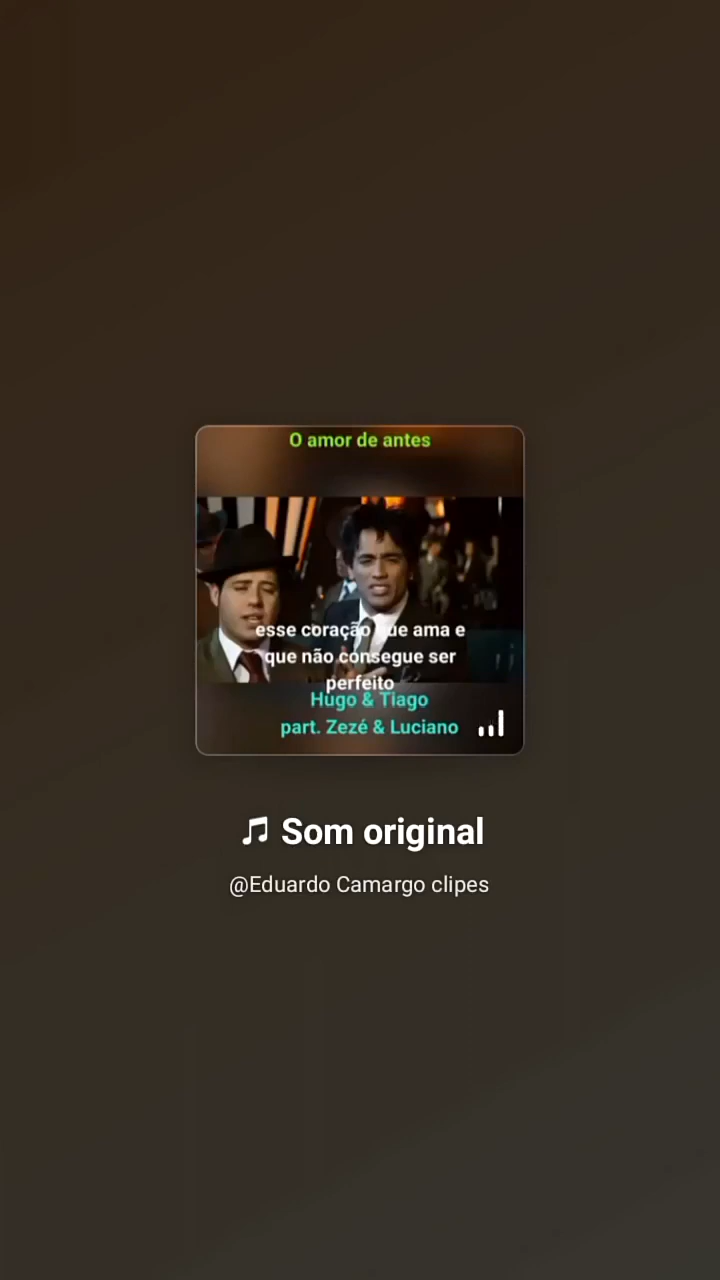 O amor de antes
esse coração que ama e
que não consegue ser
perfeito
Hugo & Tiago
part. Zezé & Luciano
Som original
@Eduardo Camargo clipes